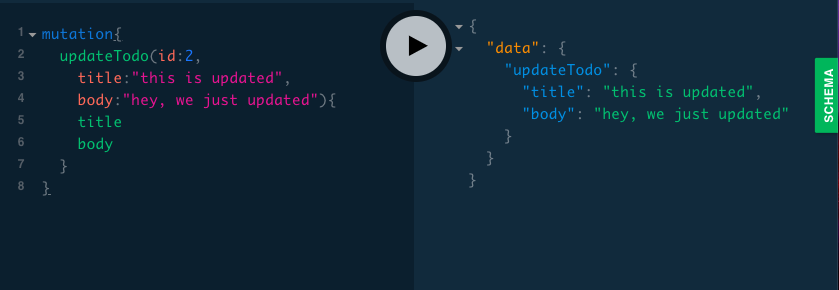 1 mutation{
2 updateTodo(id:2,
3 title:"this is updated",
4 body:"hey, we just updated"){
5 title
6 body
7 }
8 }
{
"data": {
"updateTodo": {
"title": "this is updated",
"body": "hey, we just updated"
}
}
}
SCHEMA